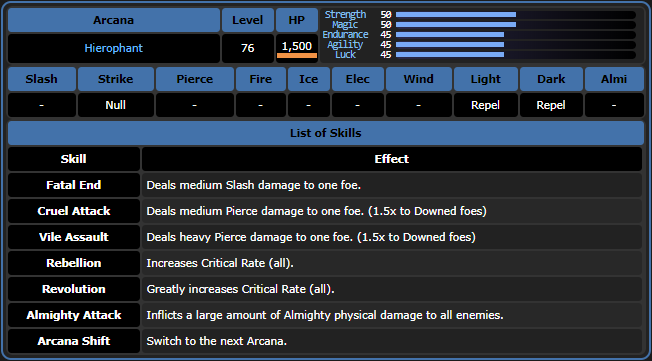 Arcana Level HP
Hierophant 76 1,500
Strength 50
Magic 50
Endurance 45
Agility 45
Luck 45
Slash Strike Pierce Fire Ice Elec Wind Light Dark Almi
- Null - - - - - Repel Repel -
List of Skills
Skill Effect
Fatal End Deals medium Slash damage to one foe.
Cruel Attack Deals medium Pierce damage to one foe. (1.5x to Downed foes)
Vile Assault Deals heavy Pierce damage to one foe. (1.5x to Downed foes)
Rebellion Increases Critical Rate (all).
Revolution Greatly increases Critical Rate (all).
Almighty Attack Inflicts a large amount of Almighty physical damage to all enemies.
Arcana Shift Switch to the next Arcana.